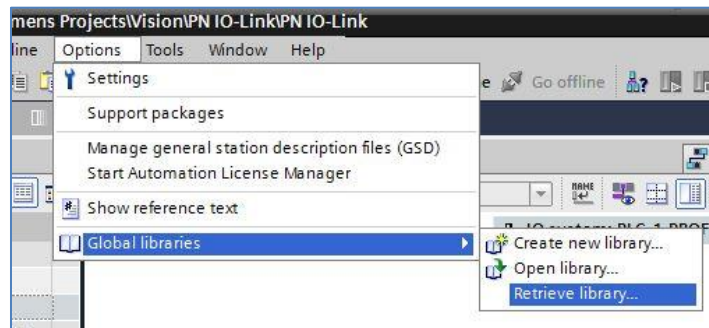 mens Projects\Vision\PN IO-Link\PN IO-Link
line Options Tools Window Help
Settings
e Go offline
Support packages
Manage general station description files (GSD)
Start Automation License Manager
Show reference text
Global libraries
Create new library...
Open library...
Retrieve library...